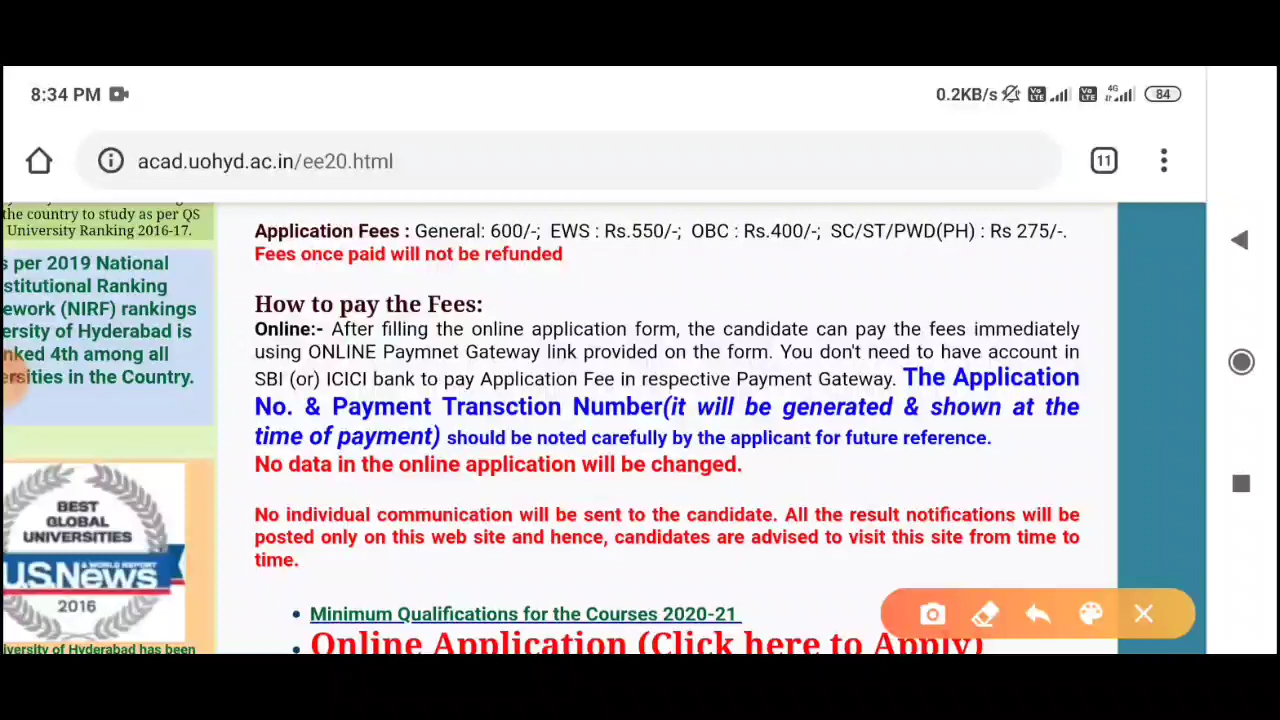 8:34 PM
0.2KB/s
Vo
LTE
Vo
LTE
4G
84
acad.uohyd.ac.in/ee20.html
11
the country to study as per QS
University Ranking 2016-17.
s per 2019 National
stitutional Ranking
ework (NIRF) rankings
ersity of Hyderabad is
nked 4th among all
ersities in the Country.
BEST
GLOBAL
UNIVERSITIES
U.S.News
& WORLD REPORT
2016
iversity of Hyderabad has been
Application Fees : General: 600/-; EWS : Rs.550/-; OBC : Rs.400/-; SC/ST/PWD(PH) : Rs 275/-.
Fees once paid will not be refunded
How to pay the Fees:
Online:- After filling the online application form, the candidate can pay the fees immediately
using ONLINE Paymnet Gateway link provided on the form. You don't need to have account in
SBI (or) ICICI bank to pay Application Fee in respective Payment Gateway. The Application
No. & Payment Transction Number(it will be generated & shown at the
time of payment) should be noted carefully by the applicant for future reference.
No data in the online application will be changed.
No individual communication will be sent to the candidate. All the result notifications will be
posted only on this web site and hence, candidates are advised to visit this site from time to
time.
• Minimum Qualifications for the Courses 2020-21
• Online Application (Click here to Apply)